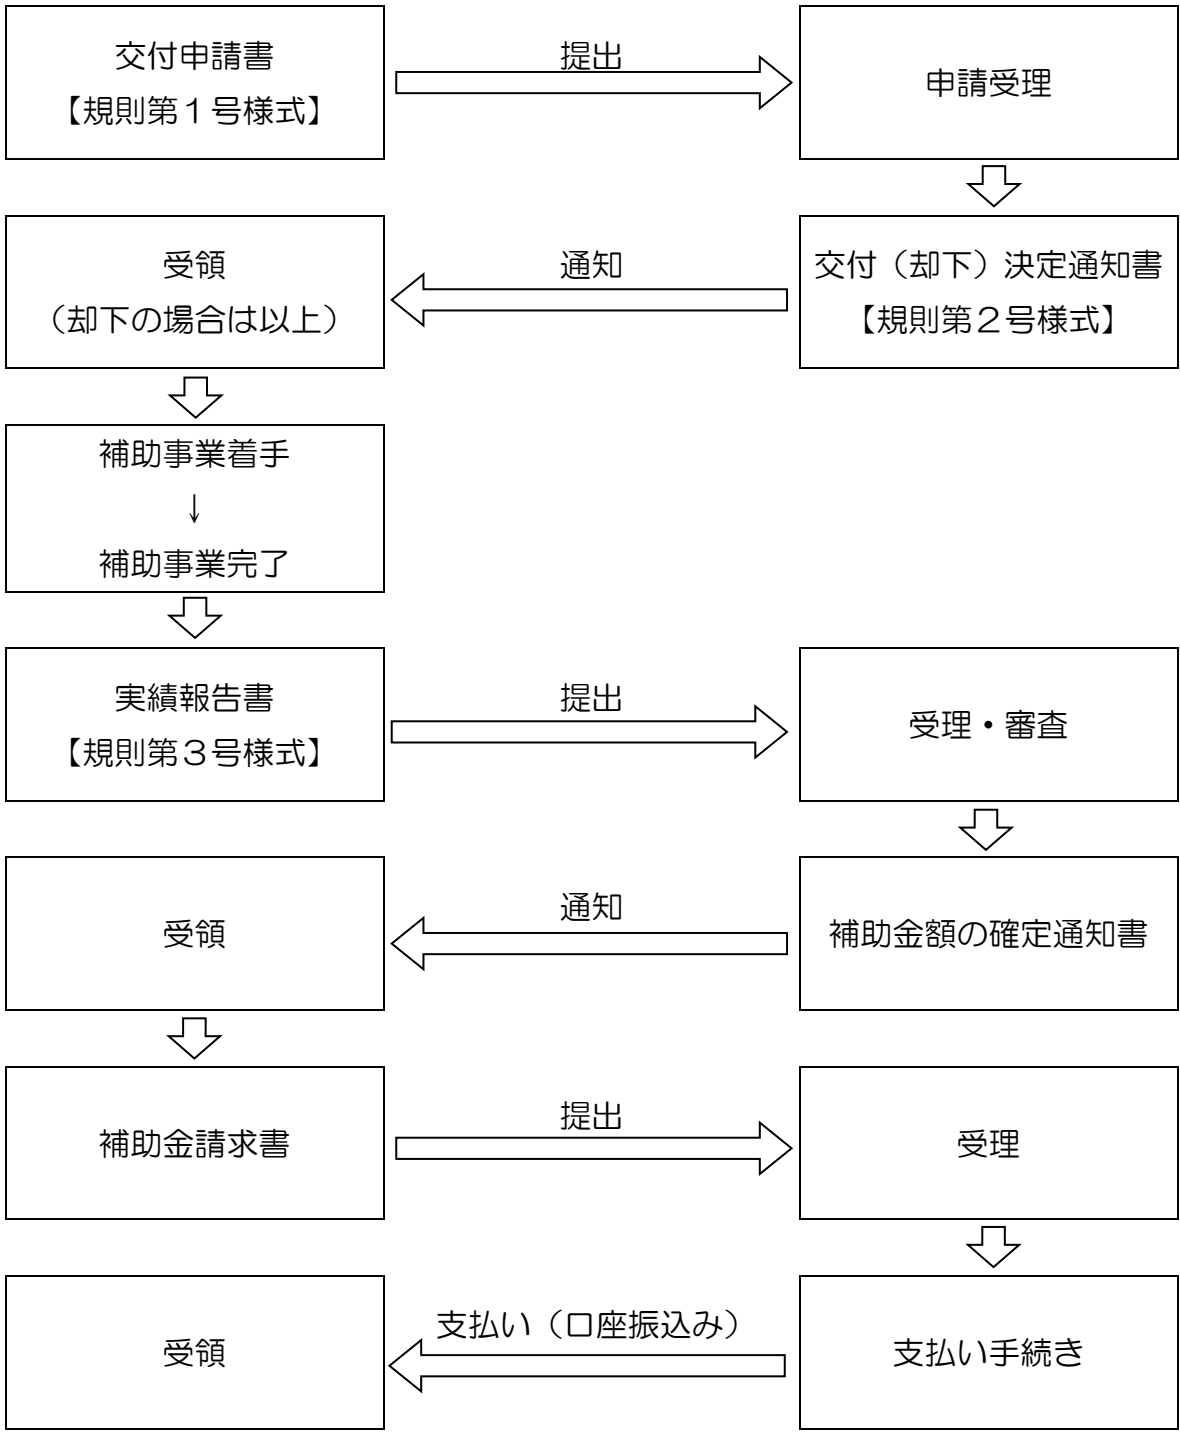 交付申請書
【規則第１号様式】
提出
申請受理
受領
（却下の場合は以上）
通知
交付（却下）決定通知書
【規則第２号様式】
補助事業着手
↓
補助事業完了
実績報告書
【規則第３号様式】
提出
受理・審査
受領
通知
補助金額の確定通知書
補助金請求書
提出
受理
受領
支払い（口座振込み）
支払い手続き